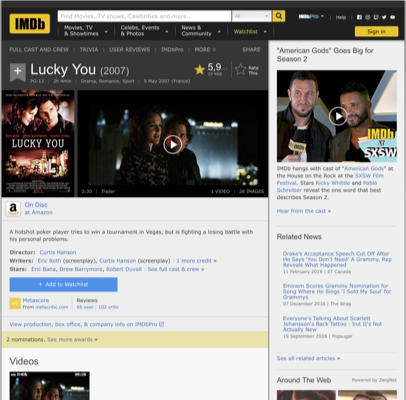 IMDb
Find Movies, TV shows, Celebrities and more...
All
IMDbPro
Help
Movies, TV
& Showtimes
Celebs, Events
& Photos
News &
Community
Watchlist
Sign in
FULL CAST AND CREW | TRIVIA | USER REVIEWS | IMDbPro | MORE
SHARE
Lucky You (2007)
PG-13 | 2h 4min | Drama, Romance, Sport | 9 May 2007 (France)
5,9
Rate
This
LUCKY YOU
0:30 | Trailer
1 VIDEO | 26 IMAGES
On Disc
at Amazon
A hotshot poker player tries to win a tournament in Vegas, but is fighting a losing battle with
his personal problems.
Director: Curtis Hanson
Writers: Eric Roth (screenplay), Curtis Hanson (screenplay) | 1 more credit »
Stars: Eric Bana, Drew Barrymore, Robert Duvall | See full cast & crew »
+ Add to Watchlist
Metascore
From metacritic.com
Reviews
66 user | 102 critic
View production, box office, & company info on IMDbPro
2 nominations. See more awards »
Videos
"American Gods" Goes Big for
Season 2
IMDb
AT
SXSW
IMDb hangs with cast of "American Gods" at
the House on the Rock at the SXSW Film
Festival. Stars Ricky Whittle and Pablo
Schreiber reveal the one word that best
describes Season 2.
Hear from the cast »
Related News
Drake's Acceptance Speech Cut Off After
He Says 'You Don't Need' A Grammy, Rep
Reveals What Happened
11 February 2019 | ET Canada
Eminem Scores Grammy Nomination for
Song Where He Sings 'I Shot My Souf' for
Grammys
07 December 2018 | The Wrap
Everyone's Talking About Scarlett
Johansson's Back Tattoo - but It's Not
Actually New
19 September 2018 | Popsugar
See all related articles »
Around The Web
Powered by ZergNet